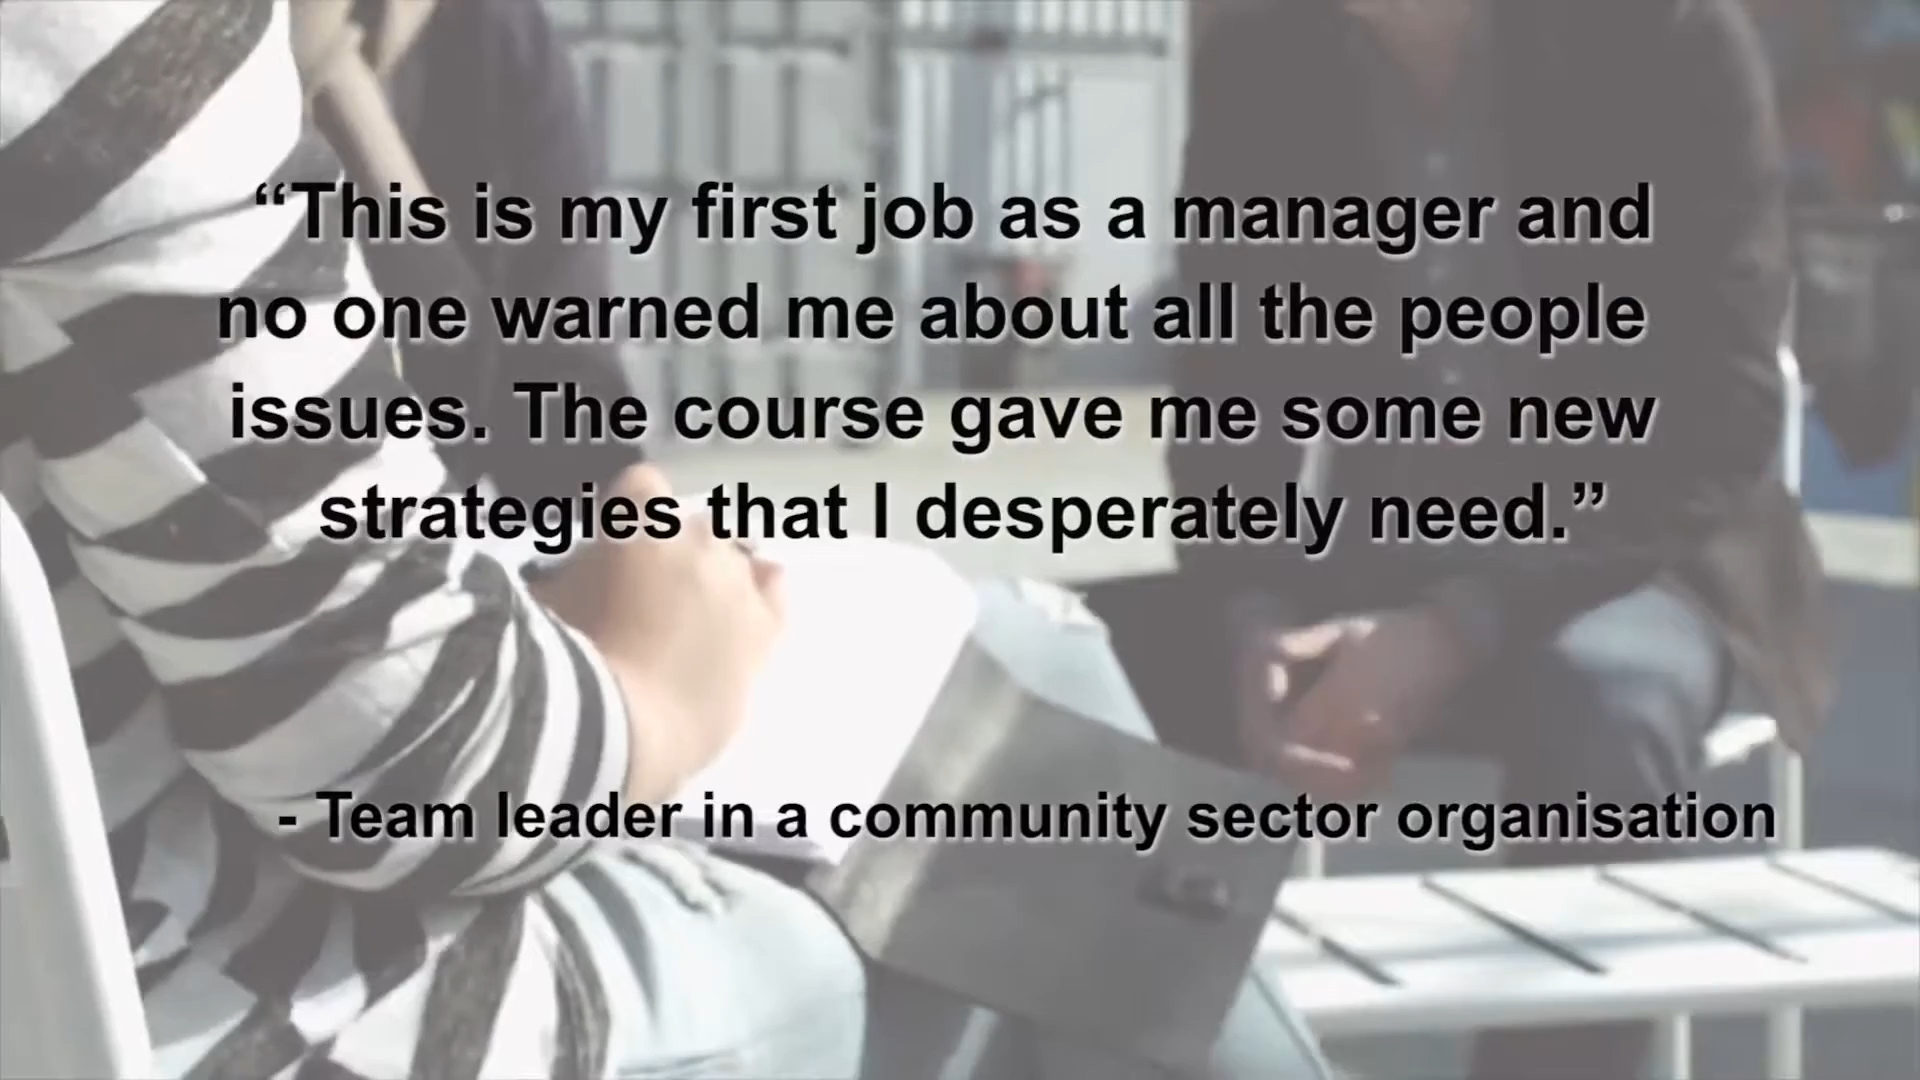 “This is my first job as a manager and
no one warned me about all the people
issues. The course gave me some new
strategies that I desperately need.”
- Team leader in a community sector organisation